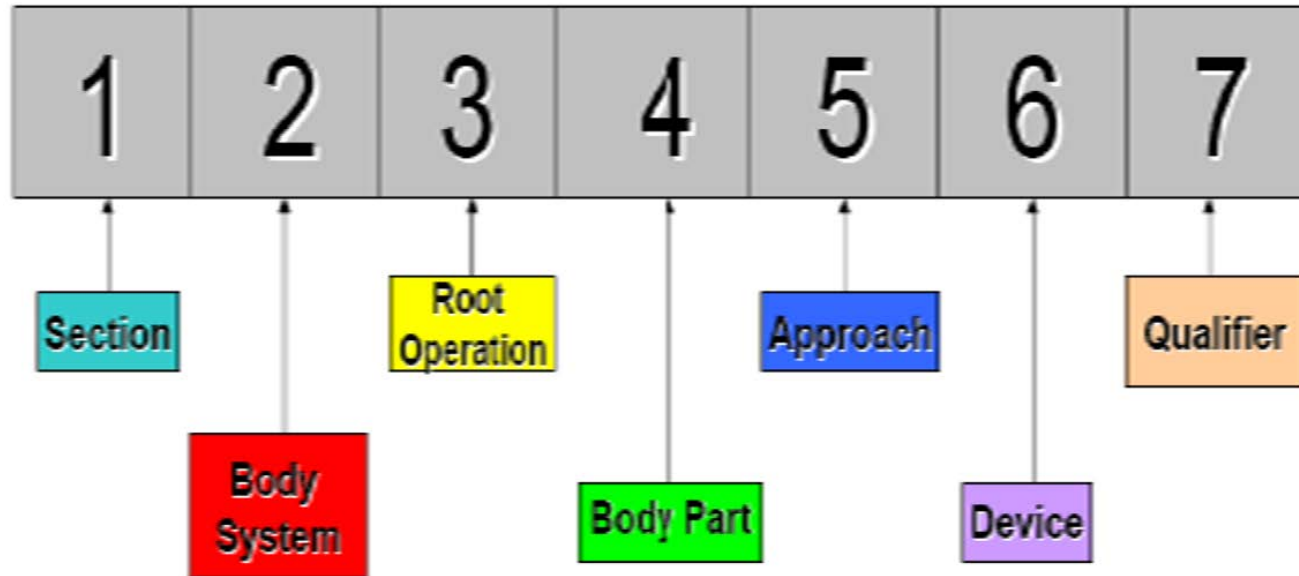 1 2 3 4 5 6 7
Section
Root
Operation
Approach
Qualifier
Body
System
Body Part
Device